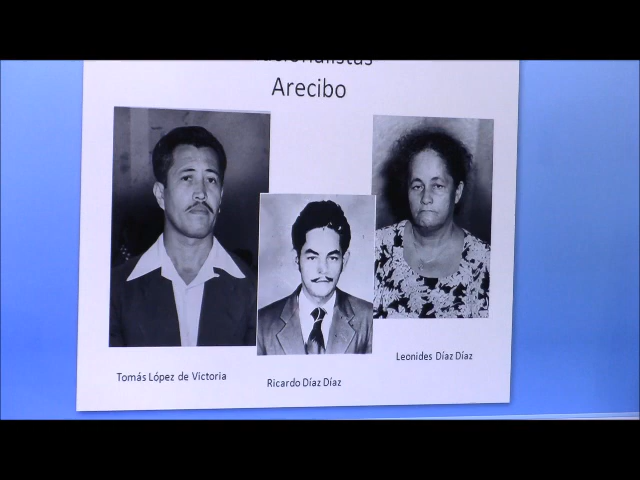 Arecibo
Tomás López de Victoria
Ricardo Díaz Díaz
Leonides Díaz Díaz